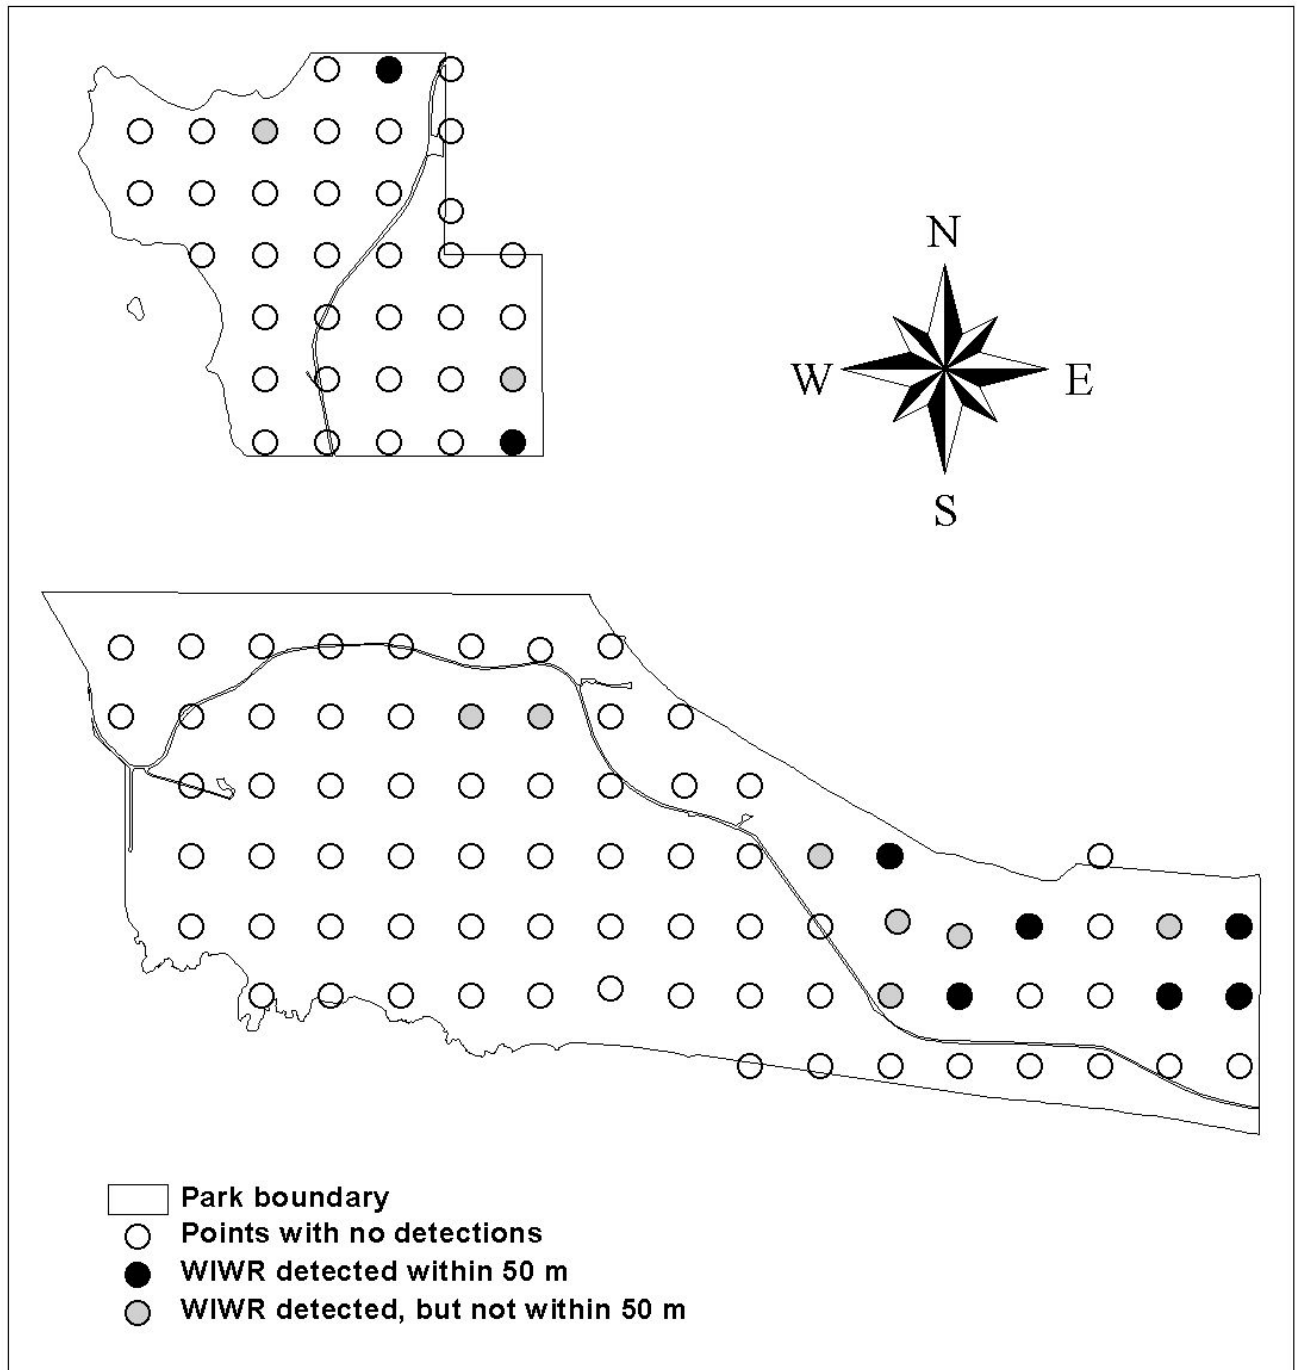 N
W
E
S
Park boundary
Points with no detections
WIWR detected within 50 m
WIWR detected, but not within 50 m